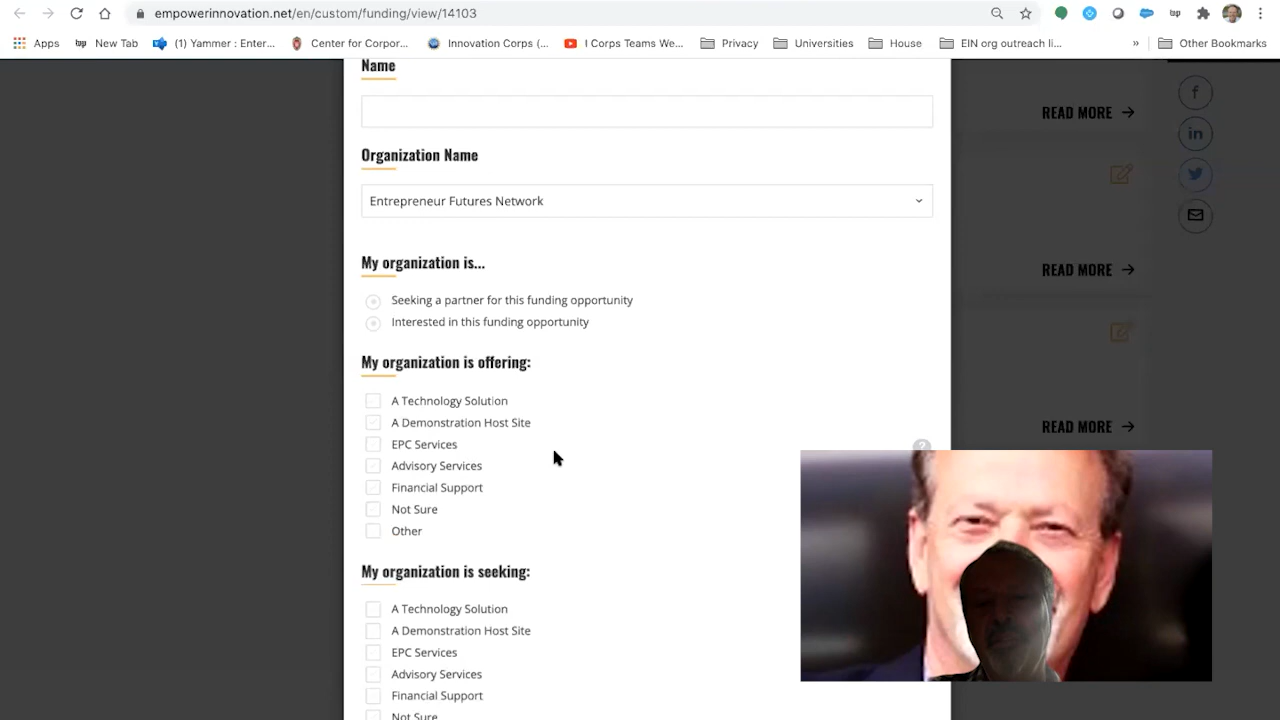 empowerinnovation.net/en/custom/funding/view/14103
Apps New Tab (1) Yammer : Enter... Center for Corpor... Innovation Corps (... I Corps Teams We... Privacy Universities House EIN org outreach li... » Other Bookmarks
Name
READ MORE →
Organization Name
Entrepreneur Futures Network
My organization is...
READ MORE →
Seeking a partner for this funding opportunity
Interested in this funding opportunity
My organization is offering:
A Technology Solution
A Demonstration Host Site
READ MORE →
EPC Services
?
Advisory Services
Financial Support
Not Sure
Other
My organization is seeking:
A Technology Solution
A Demonstration Host Site
EPC Services
Advisory Services
Financial Support
Not Sure